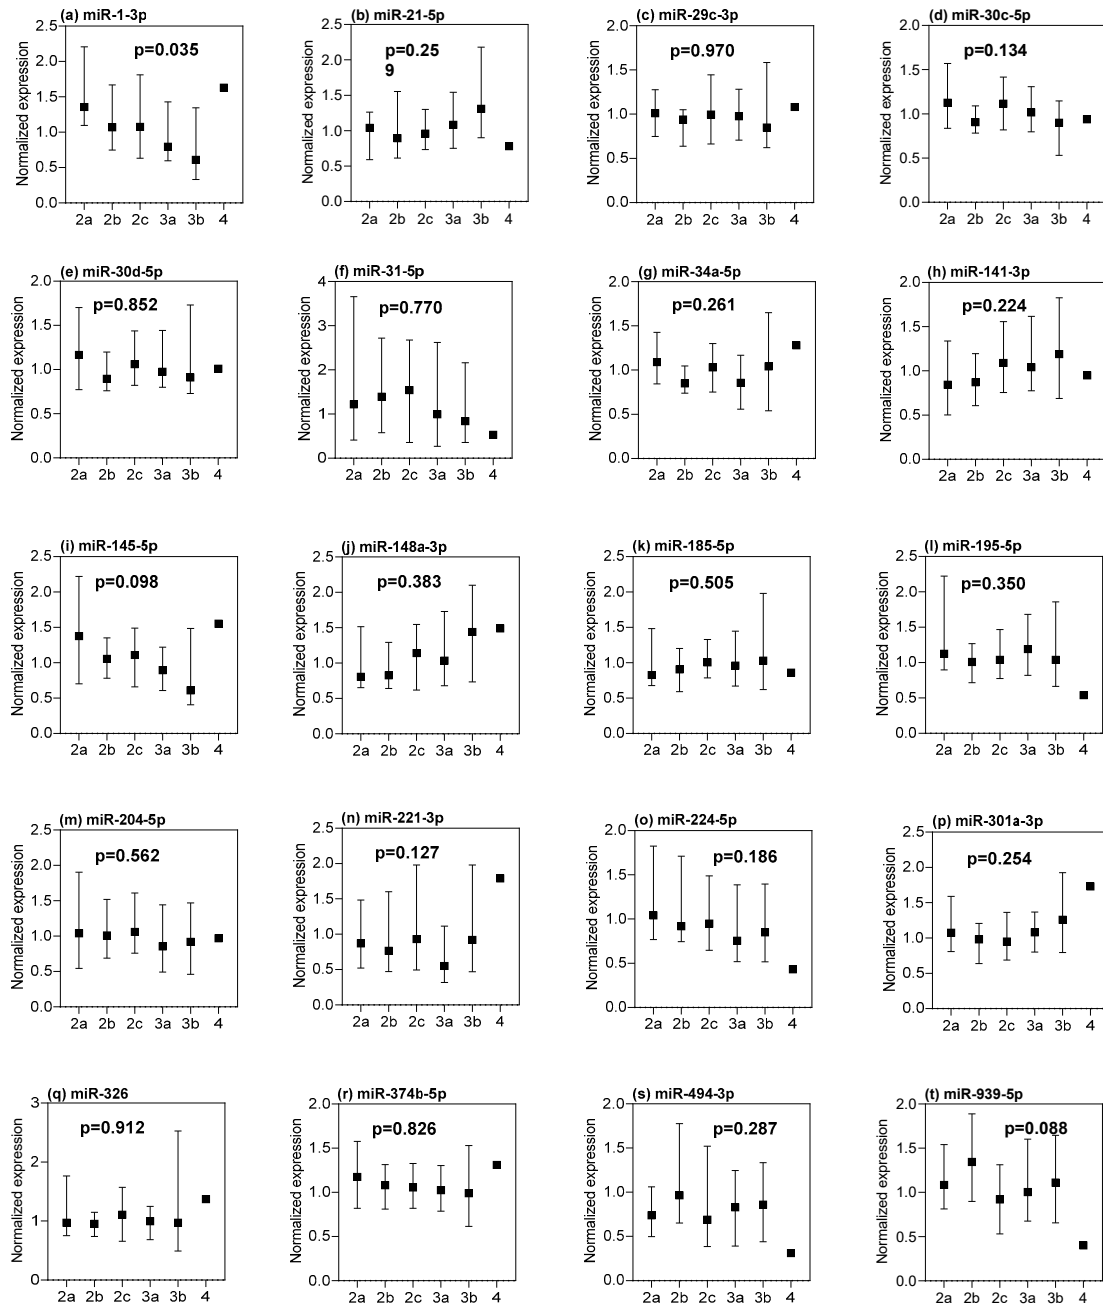 (a) miR-1-3p
Normalized expression
2.5
2.0
1.5
1.0
0.5
0.0
p=0.035
2a 2b 2c 3a 3b 4
(b) miR-21-5p
Normalized expression
2.5
2.0
1.5
1.0
0.5
0.0
p=0.25
9
2a 2b 2c 3a 3b 4
(c) miR-29c-3p
Normalized expression
2.0
1.5
1.0
0.5
0.0
p=0.970
2a 2b 2c 3a 3b 4
(d) miR-30c-5p
Normalized expression
2.0
1.5
1.0
0.5
0.0
p=0.134
2a 2b 2c 3a 3b 4
(e) miR-30d-5p
Normalized expression
2.0
1.5
1.0
0.5
0.0
p=0.852
2a 2b 2c 3a 3b 4
(f) miR-31-5p
Normalized expression
4
3
2
1
0
p=0.770
2a 2b 2c 3a 3b 4
(g) miR-34a-5p
Normalized expression
2.0
1.5
1.0
0.5
0.0
p=0.261
2a 2b 2c 3a 3b 4
(h) miR-141-3p
Normalized expression
2.0
1.5
1.0
0.5
0.0
p=0.224
2a 2b 2c 3a 3b 4
(i) miR-145-5p
Normalized expression
2.5
2.0
1.5
1.0
0.5
0.0
p=0.098
2a 2b 2c 3a 3b 4
(j) miR-148a-3p
Normalized expression
2.5
2.0
1.5
1.0
0.5
0.0
p=0.383
2a 2b 2c 3a 3b 4
(k) miR-185-5p
Normalized expression
2.5
2.0
1.5
1.0
0.5
0.0
p=0.505
2a 2b 2c 3a 3b 4
(l) miR-195-5p
Normalized expression
2.5
2.0
1.5
1.0
0.5
0.0
p=0.350
2a 2b 2c 3a 3b 4
(m) miR-204-5p
Normalized expression
2.5
2.0
1.5
1.0
0.5
0.0
p=0.562
2a 2b 2c 3a 3b 4
(n) miR-221-3p
Normalized expression
2.5
2.0
1.5
1.0
0.5
0.0
p=0.127
2a 2b 2c 3a 3b 4
(o) miR-224-5p
Normalized expression
2.0
1.5
1.0
0.5
0.0
p=0.186
2a 2b 2c 3a 3b 4
(p) miR-301a-3p
Normalized expression
2.5
2.0
1.5
1.0
0.5
0.0
p=0.254
2a 2b 2c 3a 3b 4
(q) miR-326
Normalized expression
3
2
1
0
p=0.912
2a 2b 2c 3a 3b 4
(r) miR-374b-5p
Normalized expression
2.0
1.5
1.0
0.5
0.0
p=0.826
2a 2b 2c 3a 3b 4
(s) miR-494-3p
Normalized expression
2.0
1.5
1.0
0.5
0.0
p=0.287
2a 2b 2c 3a 3b 4
(t) miR-939-5p
Normalized expression
2.0
1.5
1.0
0.5
0.0
p=0.088
2a 2b 2c 3a 3b 4